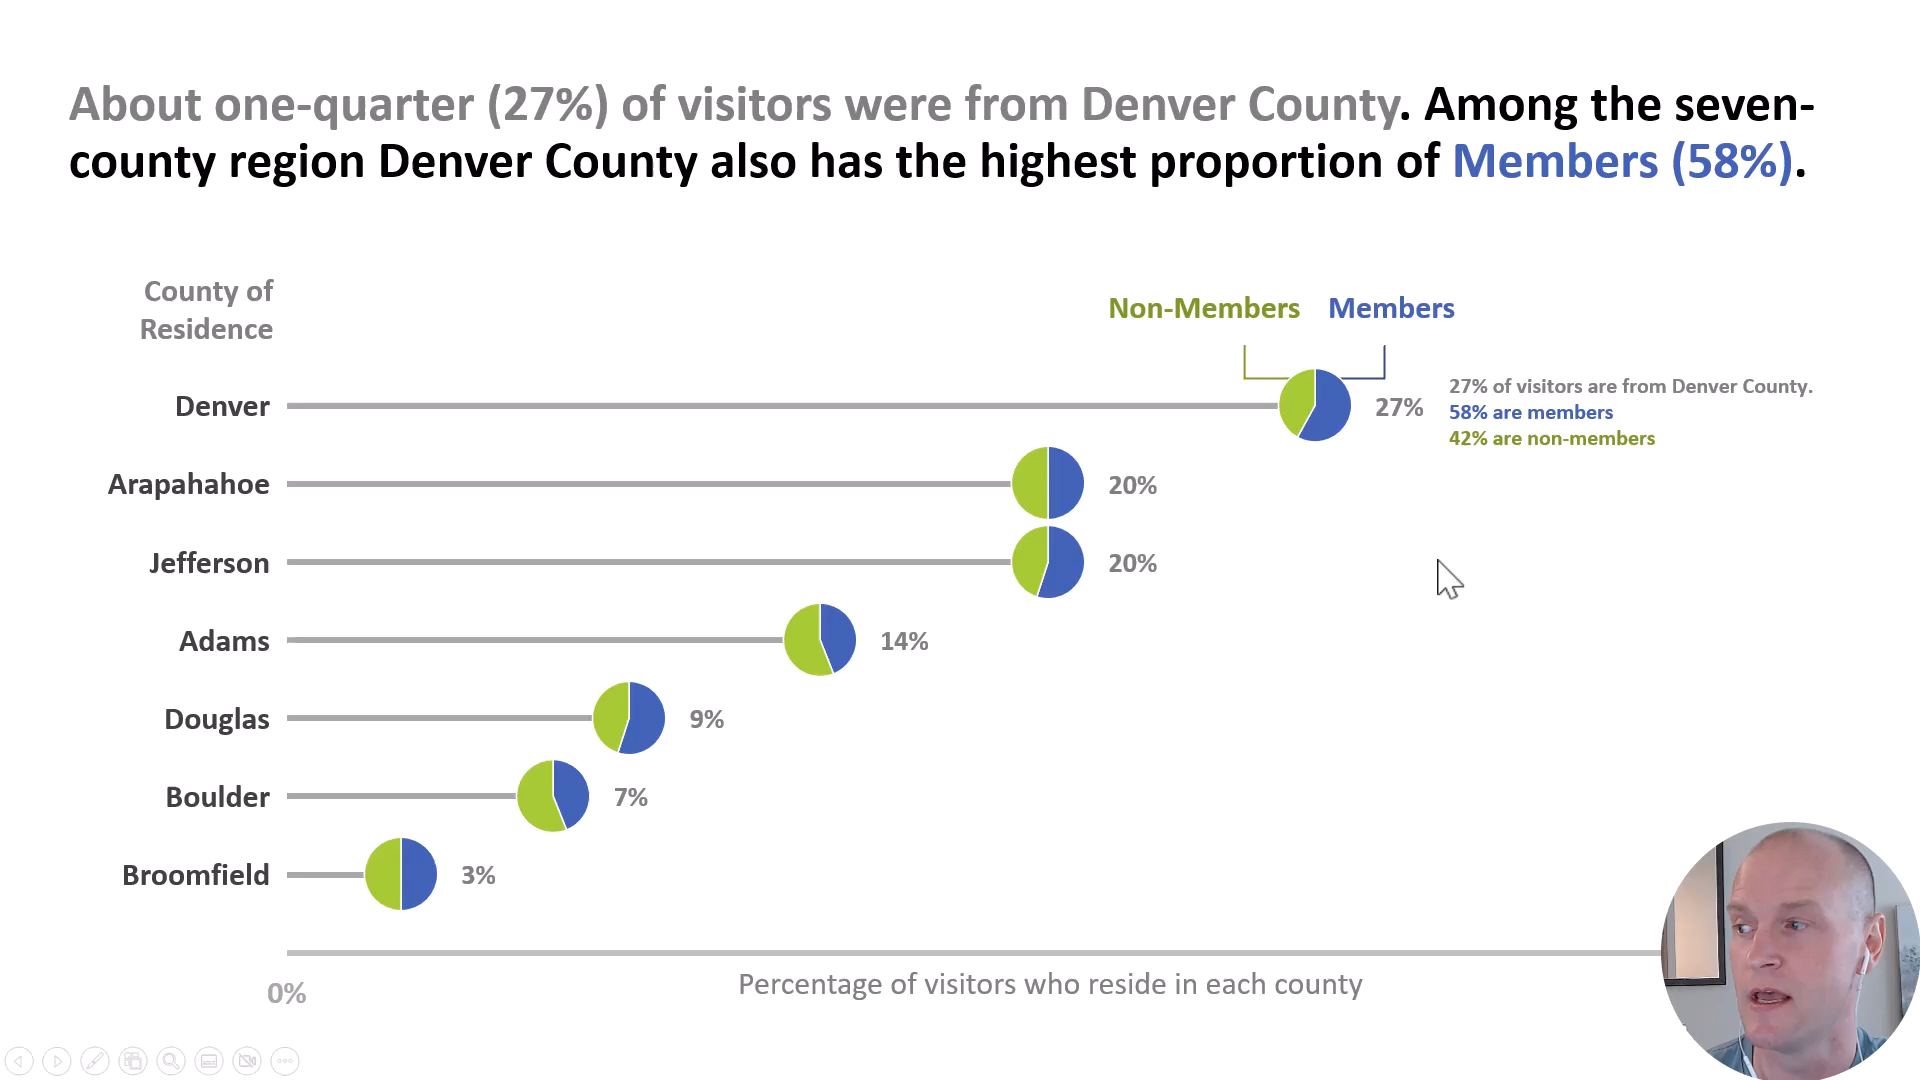 About one-quarter (27%) of visitors were from Denver County. Among the seven-
county region Denver County also has the highest proportion of Members (58%).
County of
Residence
Non-Members Members
Denver
27%
27% of visitors are from Denver County.
58% are members
42% are non-members
Arapahahoe
20%
Jefferson
20%
Adams
14%
Douglas
9%
Boulder
7%
Broomfield
3%
0%
Percentage of visitors who reside in each county